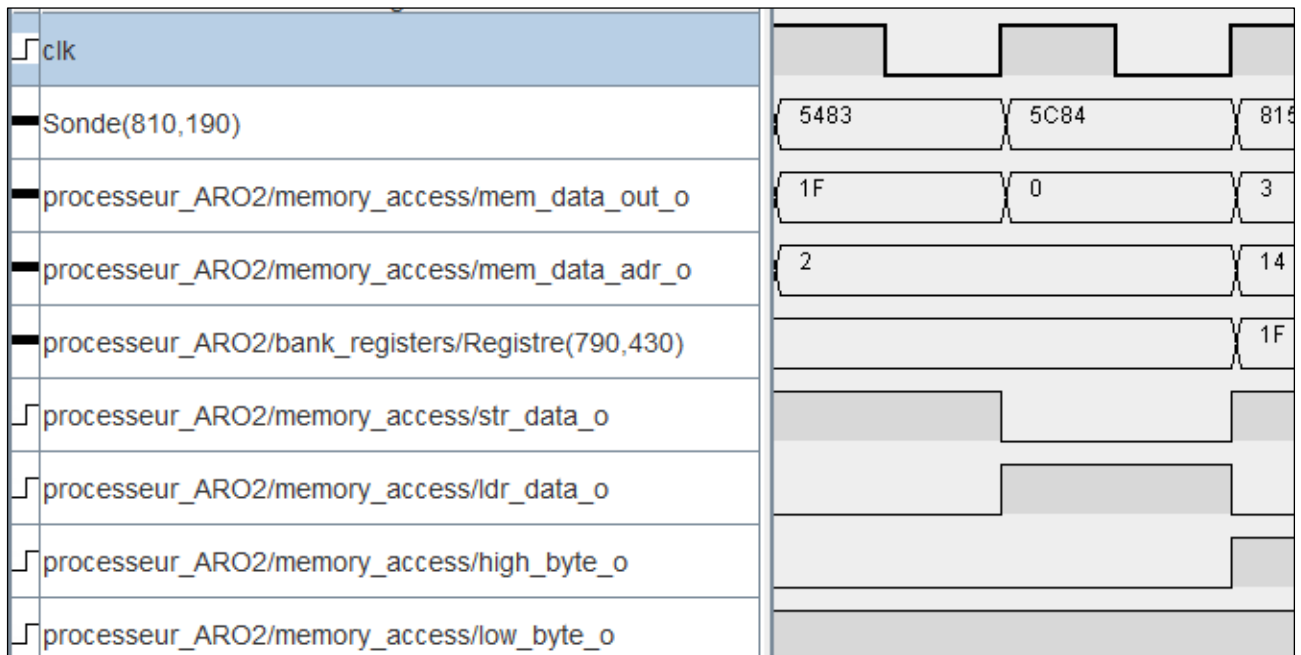 clk
Sonde(810,190) 5483 5C84 815
processeur_ARO2/memory_access/mem_data_out_o 1F 0 3
processeur_ARO2/memory_access/mem_data_adr_o 2 14
processeur_ARO2/bank_registers/Registre(790,430) 1F
processeur_ARO2/memory_access/str_data_o
processeur_ARO2/memory_access/ldr_data_o
processeur_ARO2/memory_access/high_byte_o
processeur_ARO2/memory_access/low_byte_o